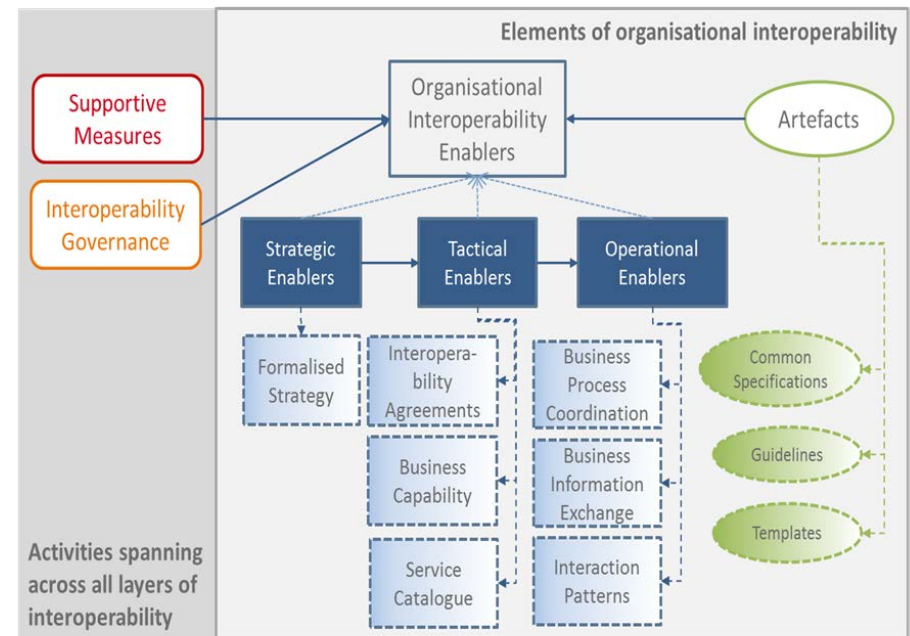 Elements of organisational interoperability
Supportive
Measures
Organisational
Interoperability
Enablers
Artefacts
Interoperability
Governance
Strategic
Enablers
Tactical
Enablers
Operational
Enablers
Formalised
Strategy
Interopera-
bility
Agreements
Business
Capability
Service
Catalogue
Business
Process
Coordination
Business
Information
Exchange
Interaction
Patterns
Common
Specifications
Guidelines
Templates
Activities spanning
across all layers of
interoperability